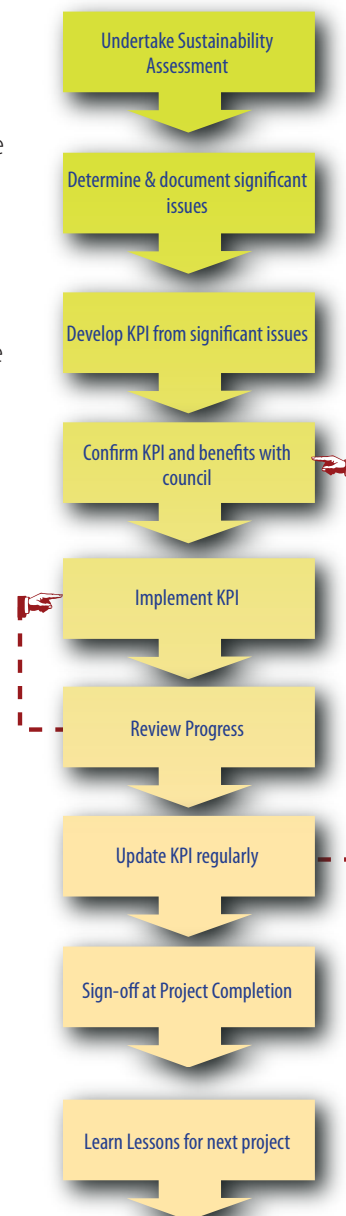 Undertake Sustainability
Assessment
e
Determine & document significant
issues
Develop KPI from significant issues
e
Confirm KPI and benefits with
council
Implement KPI
Review Progress
Update KPI regularly
Sign-off at Project Completion
Learn Lessons for next project